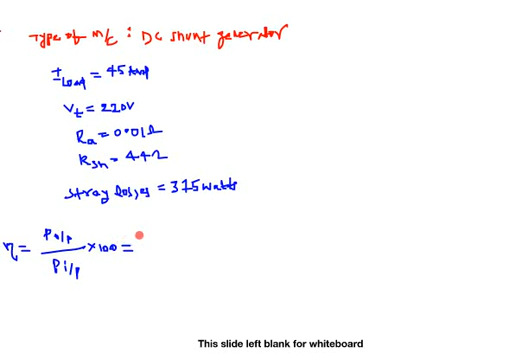 Type of m/c : DC shunt generator
I Load = 45 Amp
Vt = 220V
Ra = 0.01Ω
Rsh = 44Ω
Stray losses = 375 watts
η = Po/p / Pi/p × 100 =
This slide left blank for whiteboard